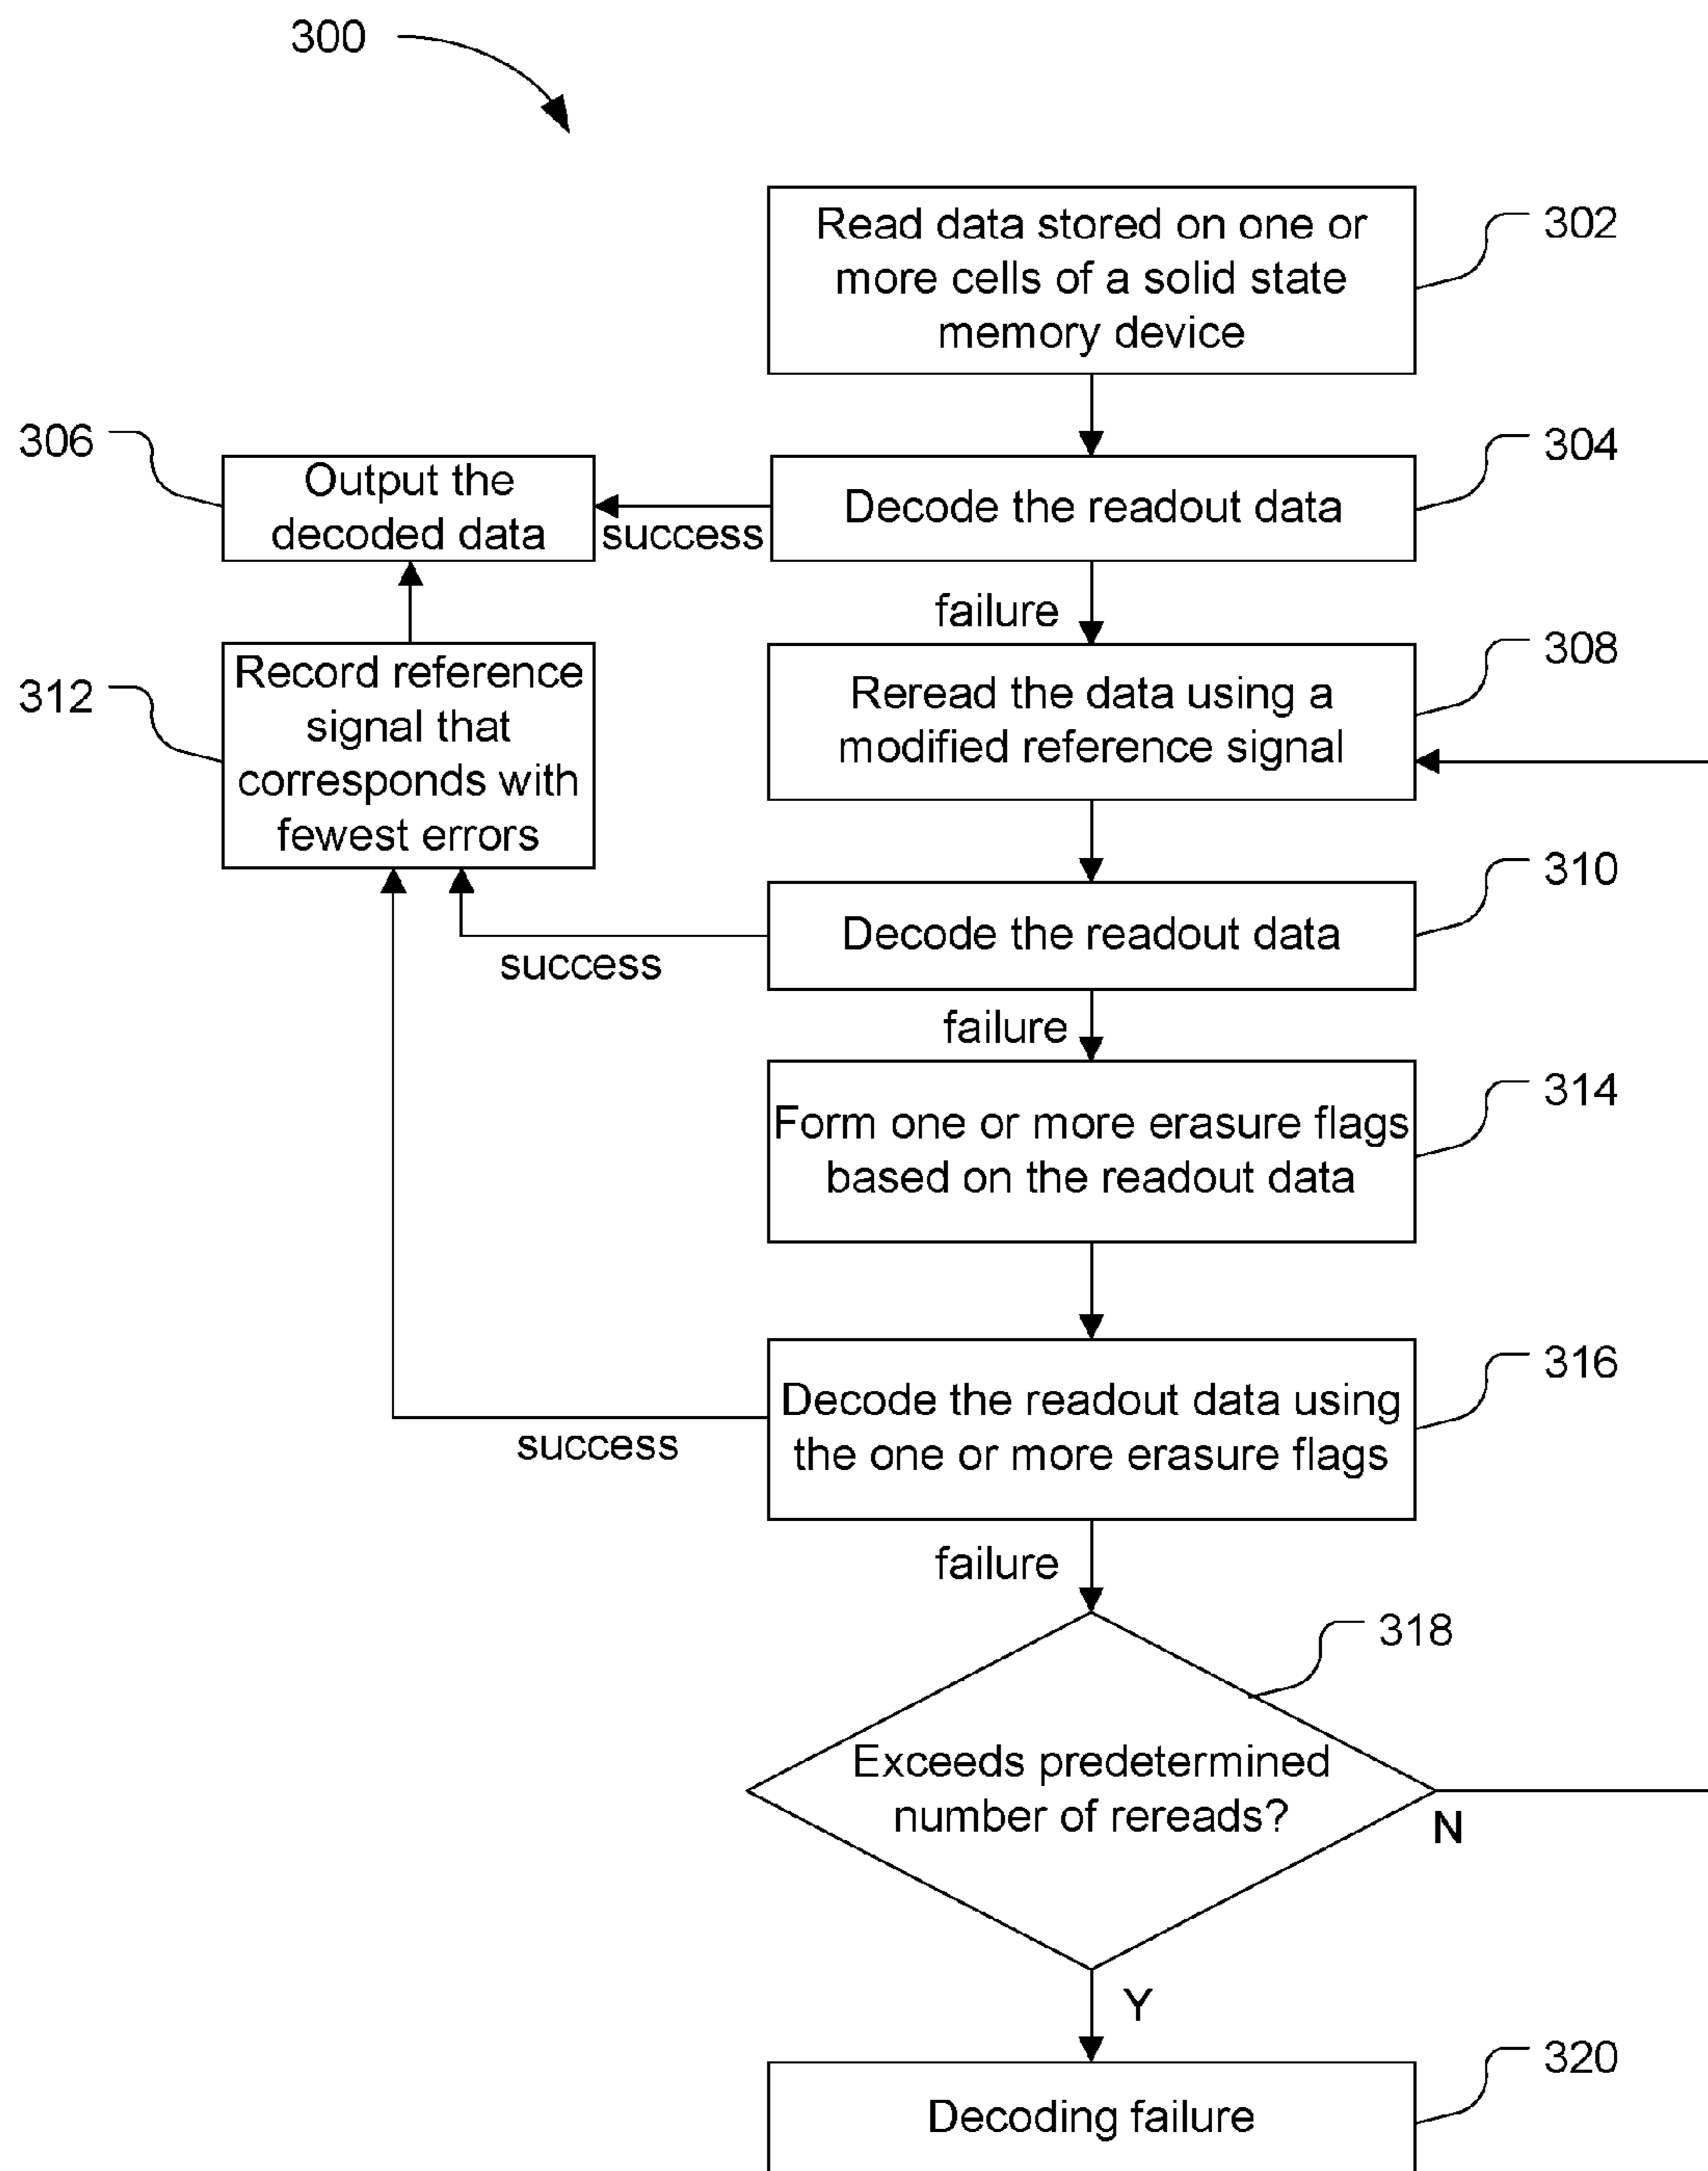 300
Read data stored on one or
more cells of a solid state
memory device
302
306
Output the
decoded data
success
Decode the readout data
304
failure
312
Record reference
signal that
corresponds with
fewest errors
Reread the data using a
modified reference signal
308
Decode the readout data
310
success
failure
Form one or more erasure flags
based on the readout data
314
Decode the readout data using
the one or more erasure flags
316
success
failure
318
Exceeds predetermined
number of rereads?
N
Y
Decoding failure
320